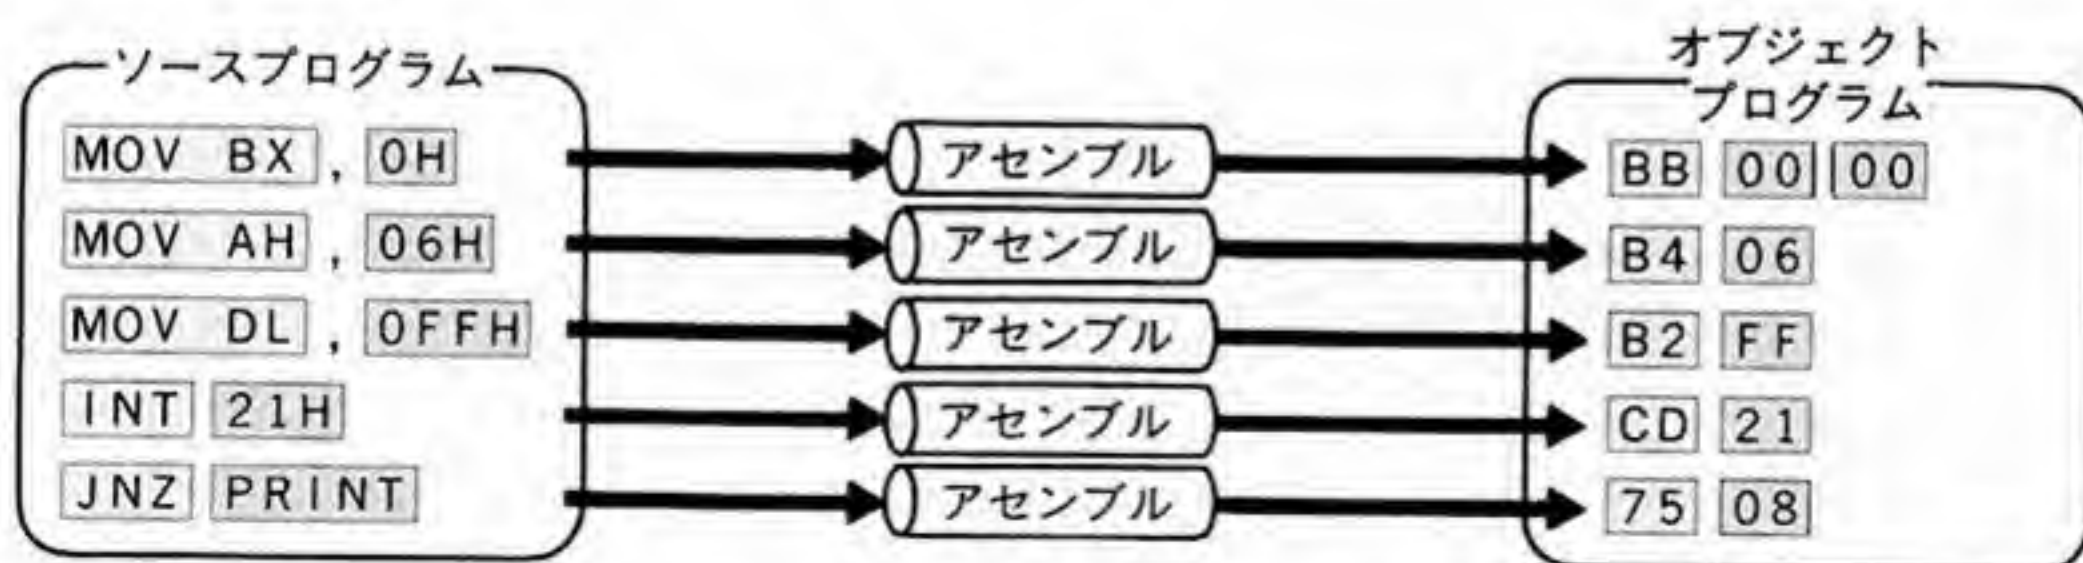 ソースプログラム
MOV BX , 0H
MOV AH , 06H
MOV DL , 0FFH
INT 21H
JNZ PRINT
アセンブル
アセンブル
アセンブル
アセンブル
アセンブル
オブジェクト
プログラム
BB 00 00
B4 06
B2 FF
CD 21
75 08